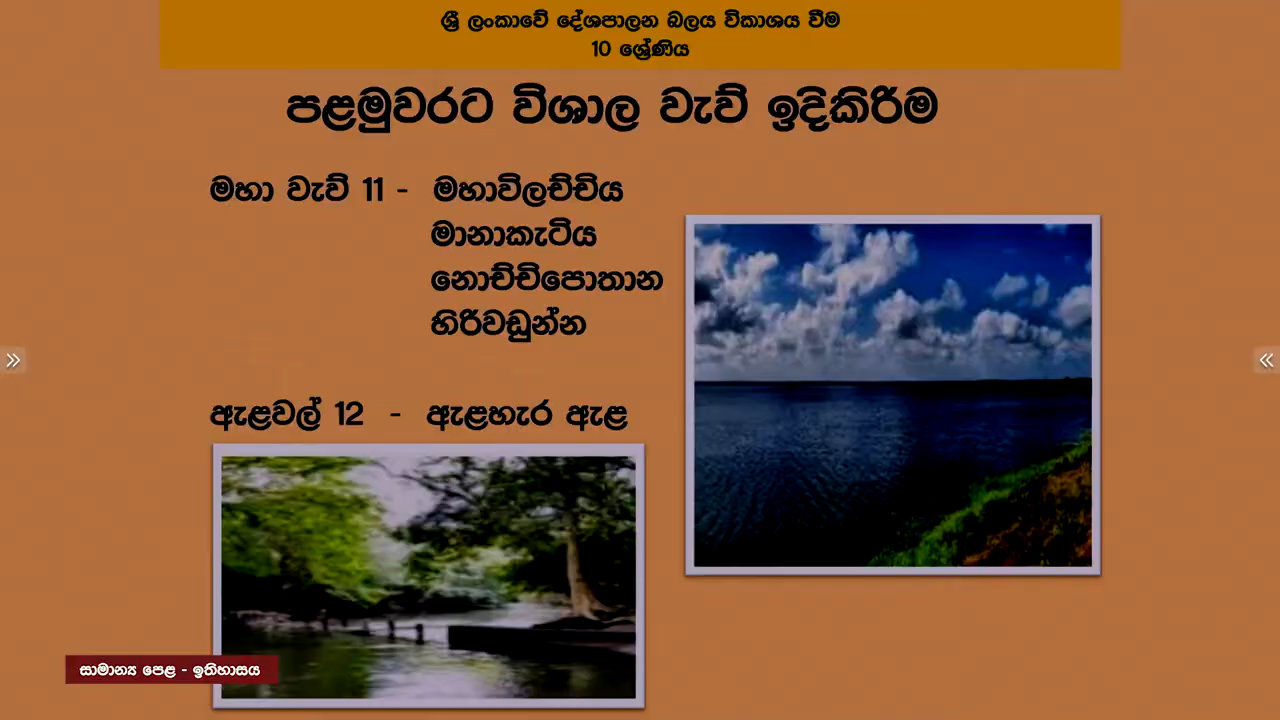 ශ්‍රී ලංකාවේ දේශපාලන බලය විකාශය වීම
10 ශ්‍රේණිය
පළමුවරට විශාල වැව් ඉදිකිරිම
මහා වැව් 11 - මහාවිලච්චිය
මානාකැටිය
නොච්චිපොතාන
හිරිවඩුන්න
ඇළවල් 12 - ඇළහැර ඇළ
සාමාන්‍ය පෙළ - ඉතිහාසය